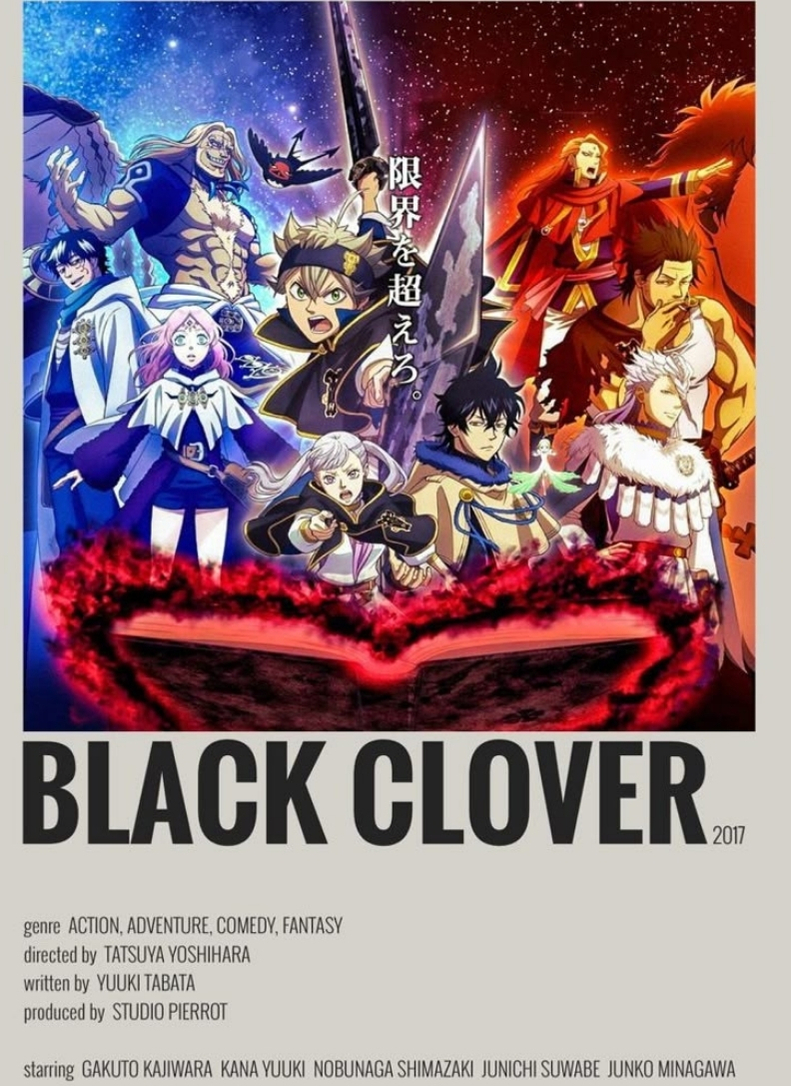 限界を超えろ。
BLACK CLOVER 2017
genre ACTION, ADVENTURE, COMEDY, FANTASY
directed by TATSUYA YOSHIHARA
written by YUUKI TABATA
produced by STUDIO PIERROT
starring GAKUTO KAJIWARA KANA YUUKI NOBUNAGA SHIMAZAKI JUNICHI SUWABE JUNKO MINAGAWA